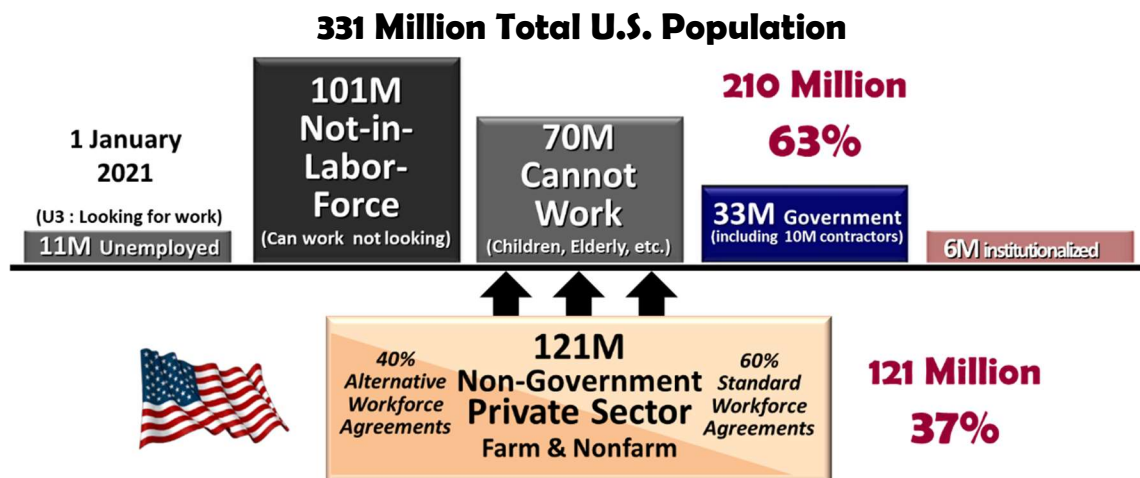 331 Million Total U.S. Population
1 January
2021
(U3 : Looking for work)
11M Unemployed
101M
Not-in-
Labor-
Force
(Can work not looking)
70M
Cannot
Work
(Children, Elderly, etc.)
210 Million
63%
33M Government
(including 10M contractors)
6M institutionalized
40%
Alternative
Workforce
Agreements
121M
Non-Government
Private Sector
Farm & Nonfarm
60%
Standard
Workforce
Agreements
121 Million
37%